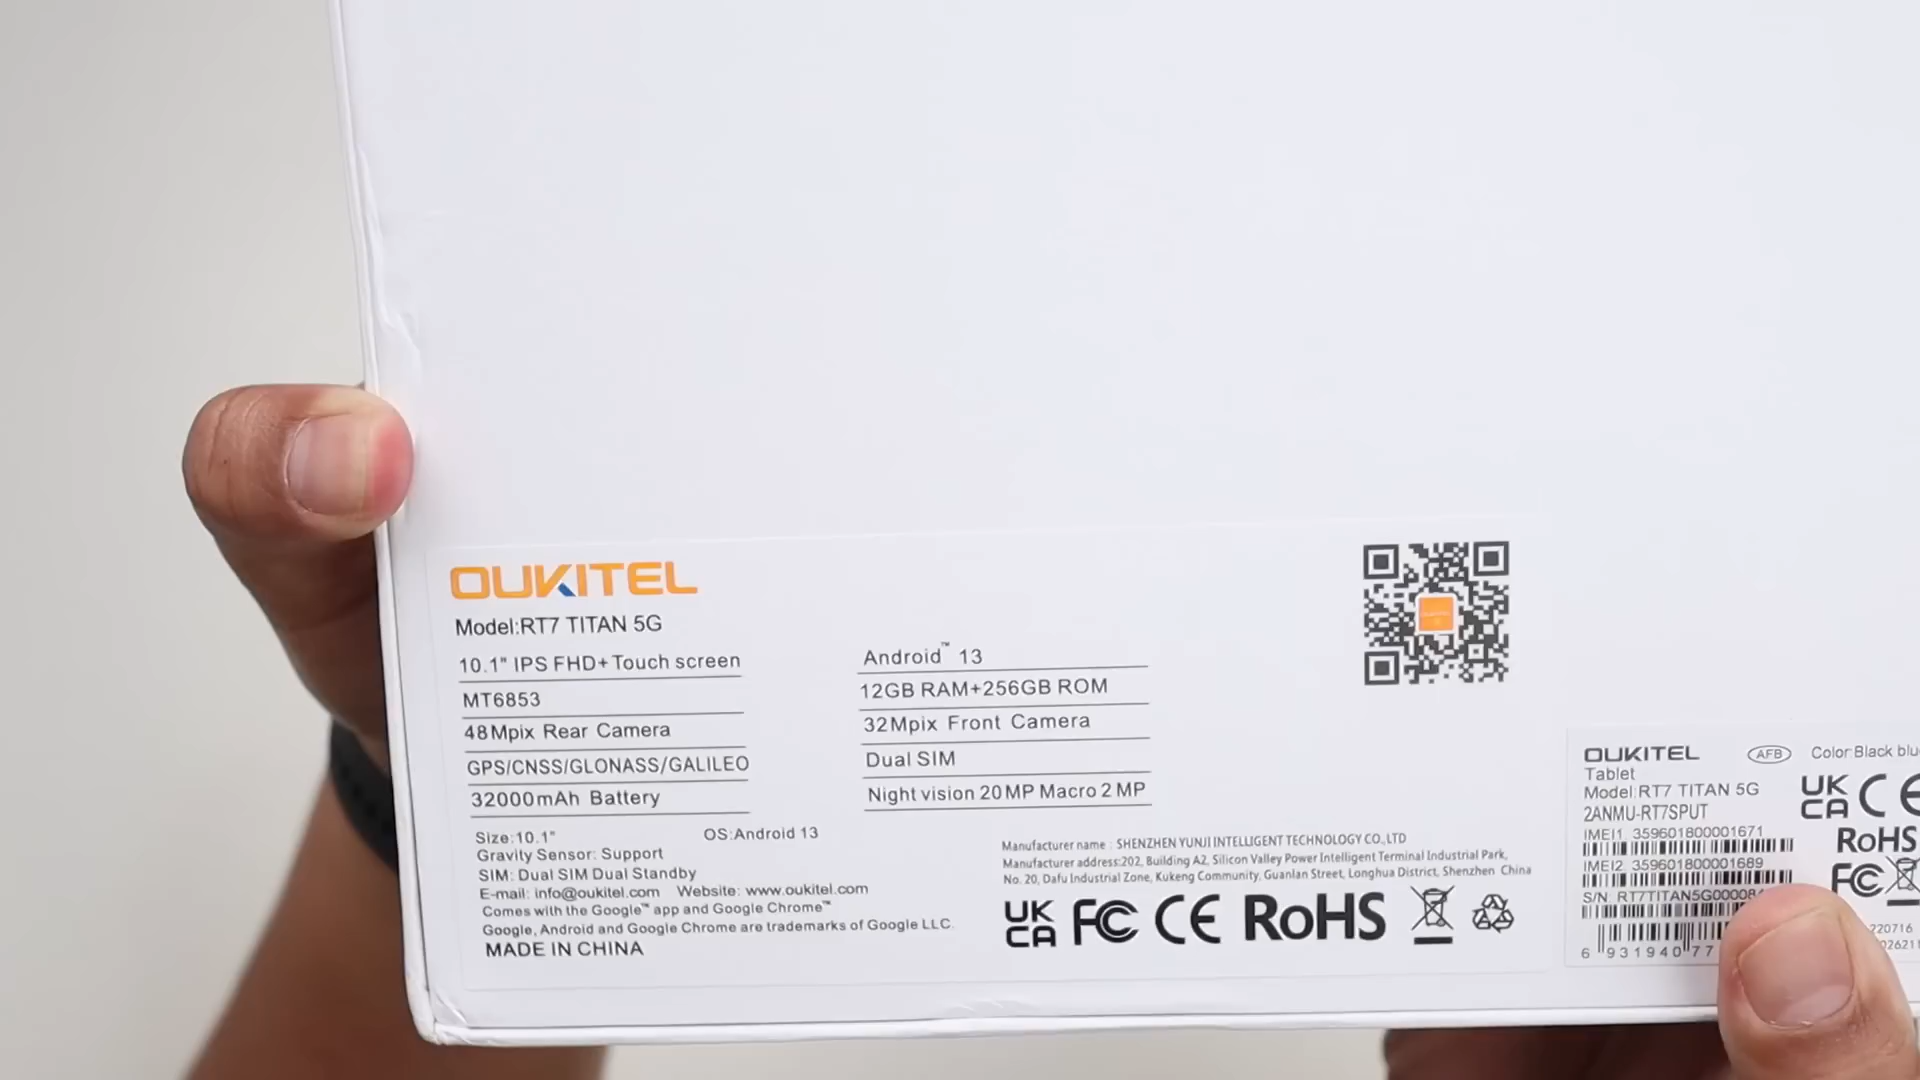 OUKITEL
Model:RT7 TITAN 5G
10.1" IPS FHD+Touch screen
MT6853
48Mpix Rear Camera
GPS/CNSS/GLONASS/GALILEO
32000mAh Battery
Android™ 13
12GB RAM+256GB ROM
32Mpix Front Camera
Dual SIM
Night vision 20MP Macro 2MP
Size:10.1" OS:Android 13
Gravity Sensor: Support
SIM: Dual SIM Dual Standby
E-mail: info@oukitel.com Website: www.oukitel.com
Comes with the Google™ app and Google Chrome™
Google, Android and Google Chrome are trademarks of Google LLC.
MADE IN CHINA
Manufacturer name : SHENZHEN YUNJI INTELLIGENT TECHNOLOGY CO.,LTD
Manufacturer address:202, Building A2, Silicon Valley Power Intelligent Terminal Industrial Park,
No. 20, Dafu Industrial Zone, Kukeng Community, Guanlan Street, Longhua District, Shenzhen China
UK CA FC CE RoHS
OUKITEL AFB Color Black blu
Tablet
Model:RT7 TITAN 5G
2ANMU-RT7SPUT
UK CA CE
IMEI1 359601800001671
RoHS
IMEI2 359601800001689
FC
S/N RT7TITAN5G00008
220716
6 931940 77